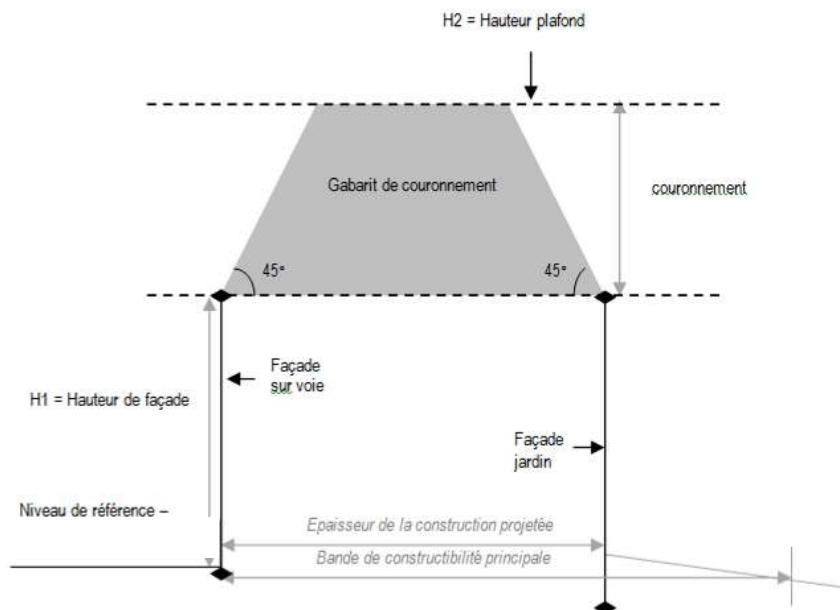 H2 = Hauteur plafond
Gabarit de couronnement
couronnement
45°
45°
Façade
sur voie
H1 = Hauteur de façade
Façade
jardin
Niveau de référence –
Epaisseur de la construction projetée
Bande de constructibilité principale